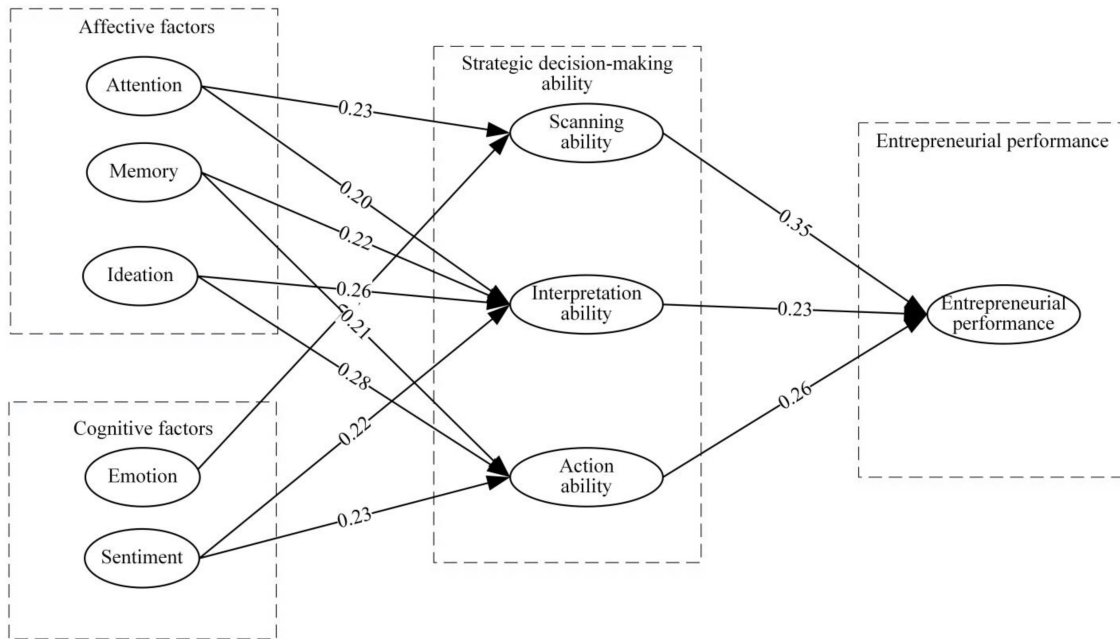 Affective factors
Attention
Memory
Ideation
Cognitive factors
Emotion
Sentiment
0.23
0.20
0.22
0.26
0.21
0.28
0.22
0.23
Strategic decision-making
ability
Scanning
ability
Interpretation
ability
Action
ability
0.35
0.23
0.26
Entrepreneurial performance
Entrepreneurial
performance